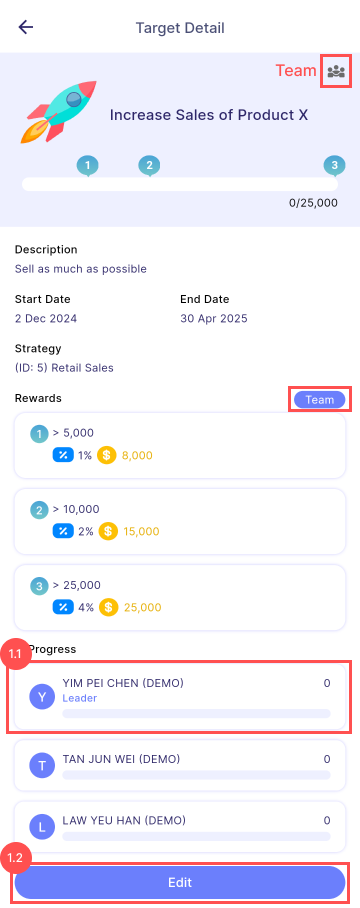 Target Detail
Team
Increase Sales of Product X
1 2 3
0/25,000
Description
Sell as much as possible
Start Date End Date
2 Dec 2024 30 Apr 2025
Strategy
(ID: 5) Retail Sales
Rewards Team
1 > 5,000
% 1% $ 8,000
2 > 10,000
% 2% $ 15,000
3 > 25,000
% 4% $ 25,000
1.1 Progress
Y YIM PEI CHEN (DEMO) 0
Leader
T TAN JUN WEI (DEMO) 0
L LAW YEU HAN (DEMO) 0
1.2
Edit